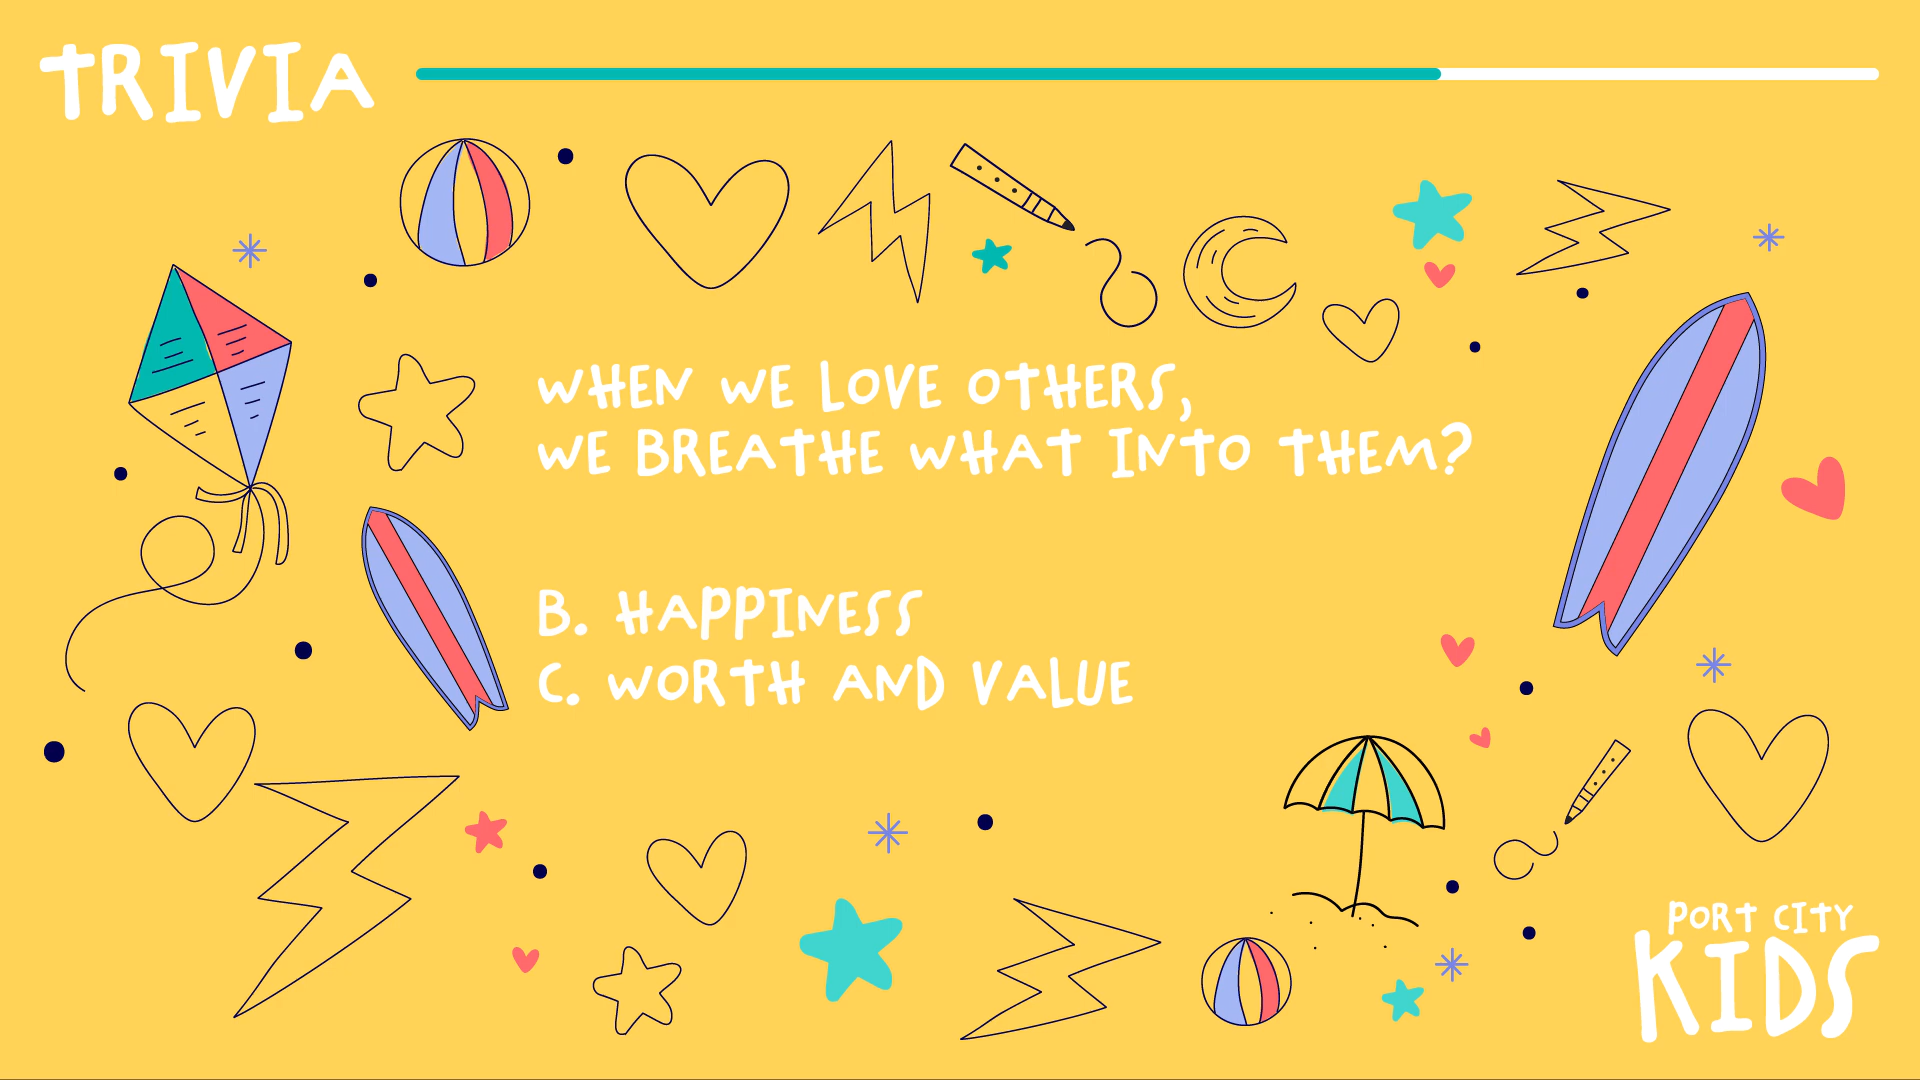 TRIVIA
WHEN WE LOVE OTHERS,
WE BREATHE WHAT INTO THEM?
B. HAPPINESS
C. WORTH AND VALUE
PORT CITY
KIDS